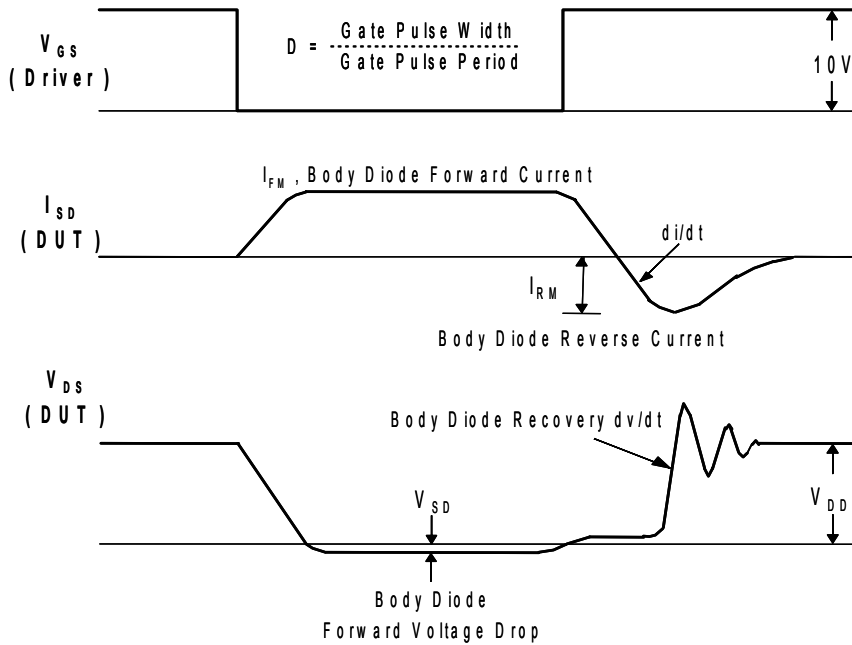 V GS
(Driver)
D = Gate Pulse Width
Gate Pulse Period
10V
I SD
(DUT)
I FM , Body Diode Forward Current
di/dt
I RM
Body Diode Reverse Current
V DS
(DUT)
Body Diode Recovery dv/dt
V SD
V DD
Body Diode
Forward Voltage Drop